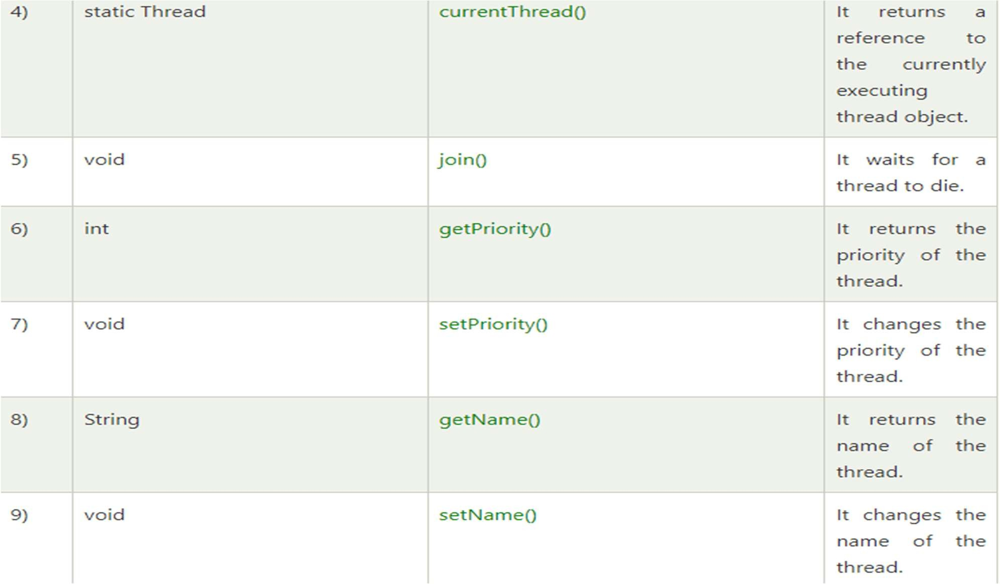 4) static Thread currentThread() It returns a
reference to
the currently
executing
thread object.
5) void join() It waits for a
thread to die.
6) int getPriority() It returns the
priority of the
thread.
7) void setPriority() It changes the
priority of the
thread.
8) String getName() It returns the
name of the
thread.
9) void setName() It changes the
name of the
thread.